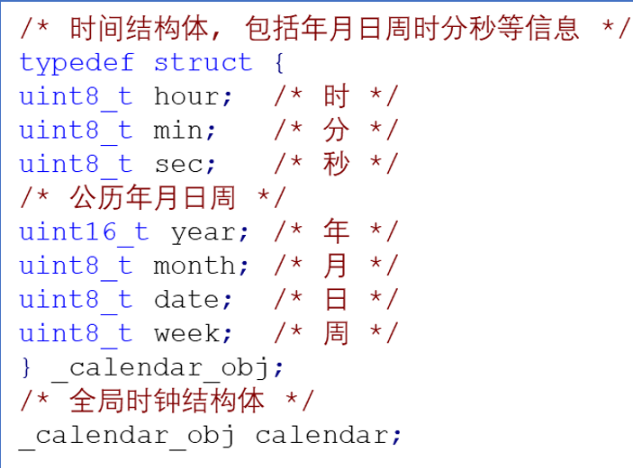 /* 时间结构体, 包括年月日周时分秒等信息 */
typedef struct {
uint8_t hour; /* 时 */
uint8_t min; /* 分 */
uint8_t sec; /* 秒 */
/* 公历年月日周 */
uint16_t year; /* 年 */
uint8_t month; /* 月 */
uint8_t date; /* 日 */
uint8_t week; /* 周 */
} _calendar_obj;
/* 全局时钟结构体 */
_calendar_obj calendar;